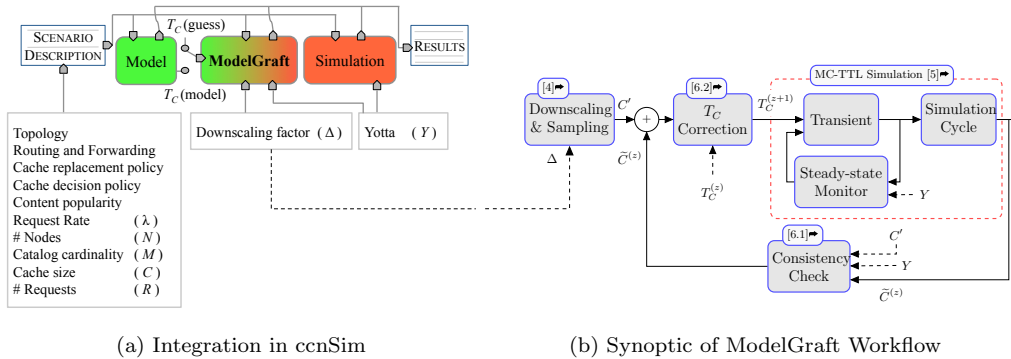 T_C(guess)
SCENARIO
DESCRIPTION
Model
ModelGraft
Simulation
RESULTS
T_C(model)
Downscaling factor (Δ)
Yotta (Y)
Topology
Routing and Forwarding
Cache replacement policy
Cache decision policy
Content popularity
Request Rate (λ)
# Nodes (N)
Catalog cardinality (M)
Cache size (C)
# Requests (R)
(a) Integration in ccnSim
MC-TTL Simulation [5]➦
[4]➦
Downscaling
& Sampling
C′
+
[6.2]➦
T_C
Correction
T_C^(z+1)
Transient
Simulation
Cycle
Δ
C̃^(z)
T_C^(z)
Steady-state
Monitor
Y
[6.1]➦
Consistency
Check
C′
Y
C̃^(z)
(b) Synoptic of ModelGraft Workflow